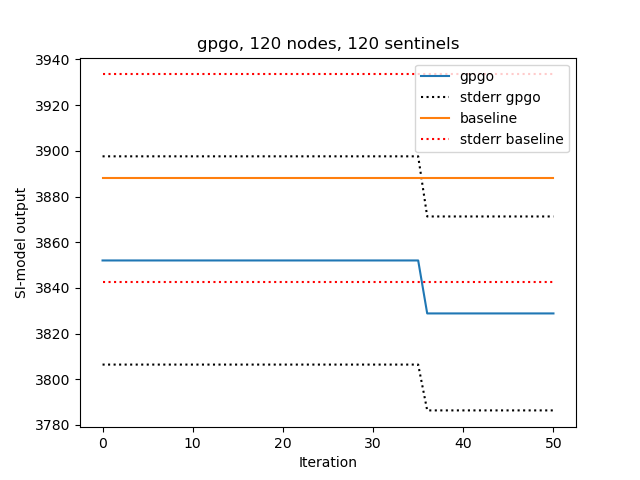 gpgo, 120 nodes, 120 sentinels
3940
3920
3900
3880
3860
3840
3820
3800
3780
SI-model output
gpgo
stderr gpgo
baseline
stderr baseline
0 10 20 30 40 50
Iteration